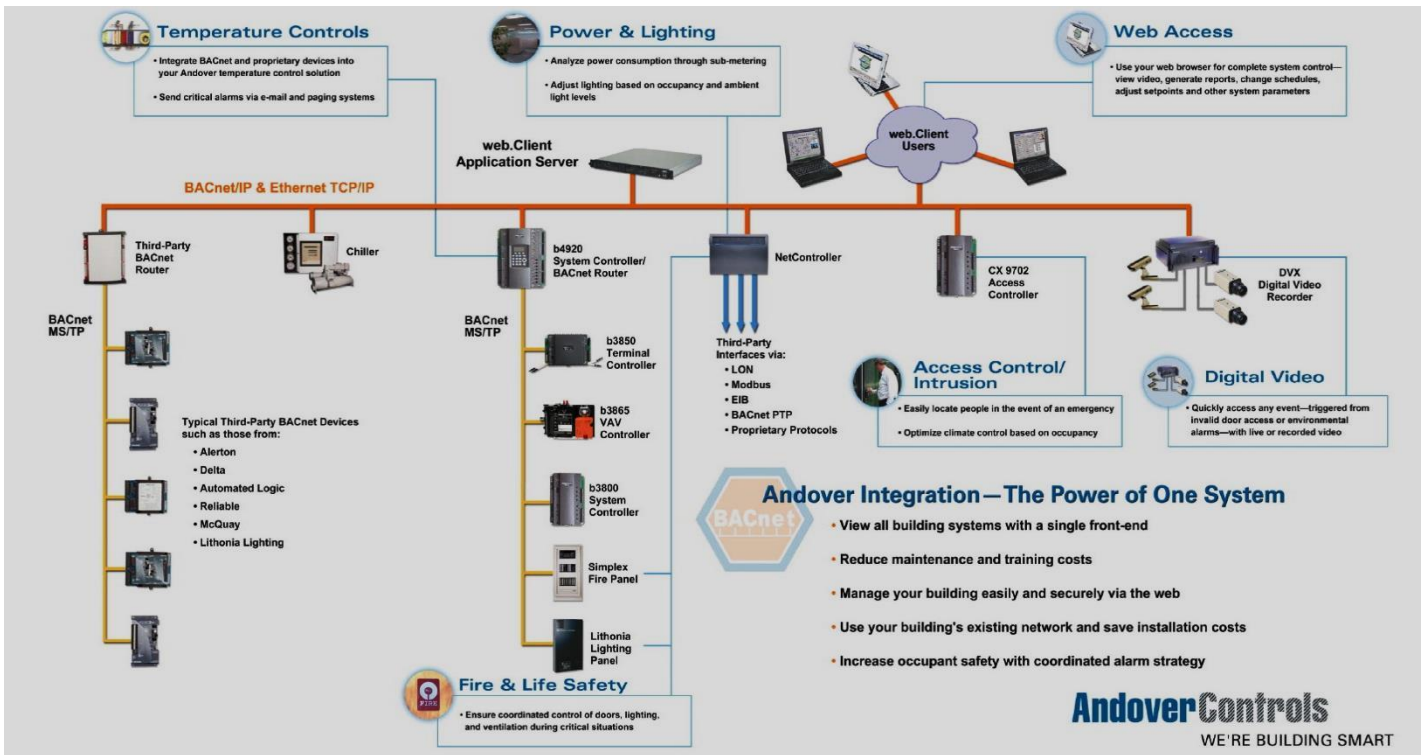 Temperature Controls
• Integrate BACnet and proprietary devices into
your Andover temperature control solution
• Send critical alarms via e-mail and paging systems
Power & Lighting
• Analyze power consumption through sub-metering
• Adjust lighting based on occupancy and ambient
light levels
Web Access
• Use your web browser for complete system control—
view video, generate reports, change schedules,
adjust setpoints and other system parameters
web.Client
Application Server
web.Client
Users
BACnet/IP & Ethernet TCP/IP
Third-Party
BACnet
Router
Chiller
b4920
System Controller/
BACnet Router
NetController
CX 9702
Access
Controller
DVX
Digital Video
Recorder
BACnet
MS/TP
BACnet
MS/TP
b3850
Terminal
Controller
b3865
VAV
Controller
b3800
System
Controller
Simplex
Fire Panel
Lithonia
Lighting
Panel
Typical Third-Party BACnet Devices
such as those from:
• Alerton
• Delta
• Automated Logic
• Reliable
• McQuay
• Lithonia Lighting
Third-Party
Interfaces via:
• LON
• Modbus
• EIB
• BACnet PTP
• Proprietary Protocols
Access Control/
Intrusion
• Easily locate people in the event of an emergency
• Optimize climate control based on occupancy
Digital Video
• Quickly access any event—triggered from
invalid door access or environmental
alarms—with live or recorded video
FIRE
Fire & Life Safety
• Ensure coordinated control of doors, lighting,
and ventilation during critical situations
BACnet
Andover Integration—The Power of One System
• View all building systems with a single front-end
• Reduce maintenance and training costs
• Manage your building easily and securely via the web
• Use your building's existing network and save installation costs
• Increase occupant safety with coordinated alarm strategy
Andover Controls
WE'RE BUILDING SMART